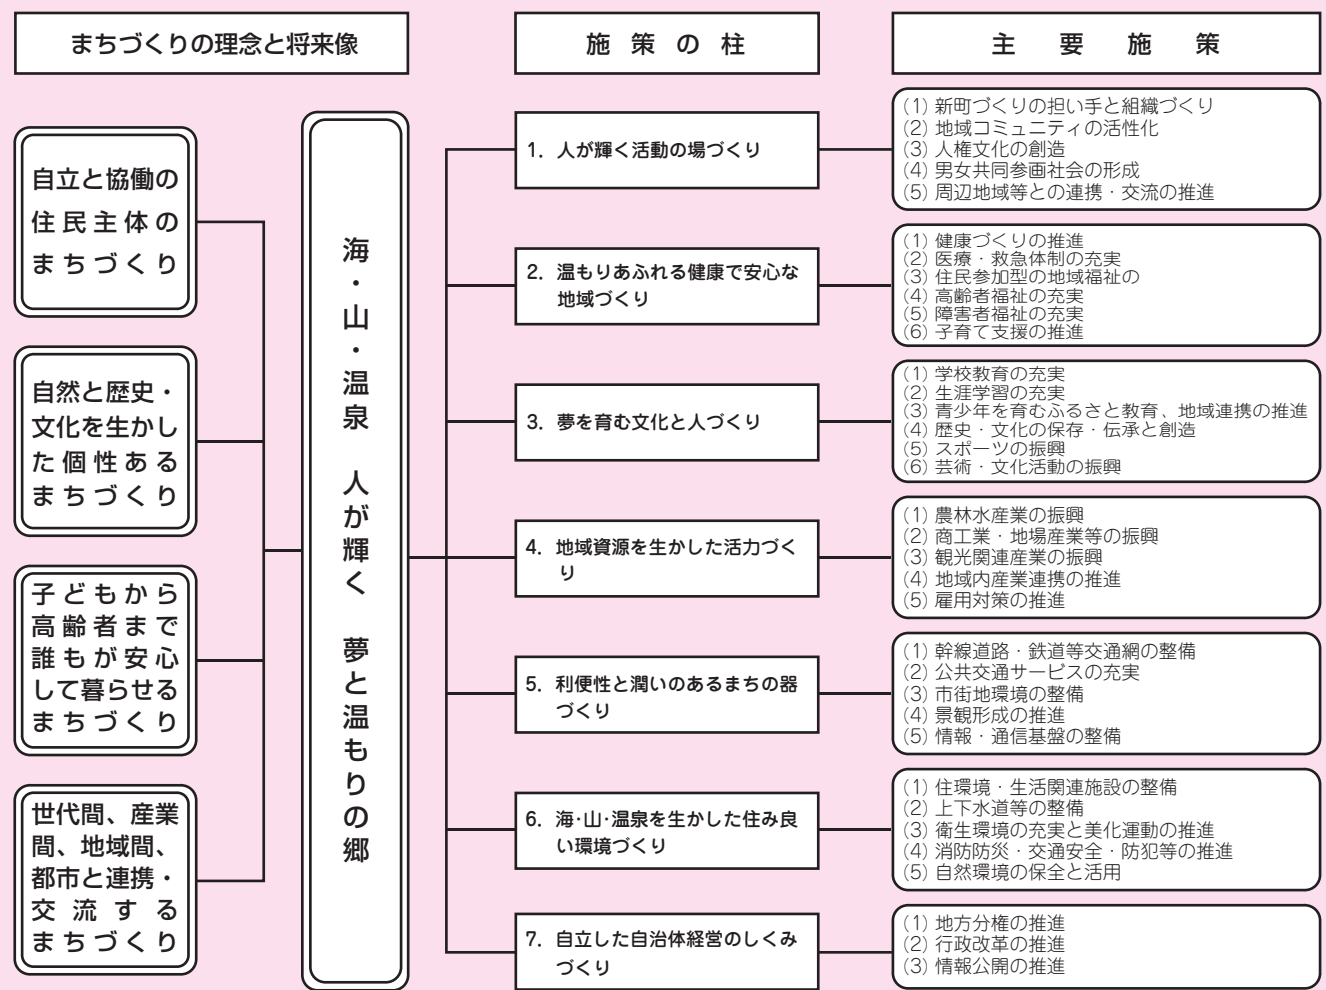 まちづくりの理念と将来像
自立と協働の
住民主体の
まちづくり
自然と歴史・
文化を生かし
た個性ある
まちづくり
子どもから
高齢者まで
誰もが安心
して暮らせる
まちづくり
世代間、産業
間、地域間、
都市と連携・
交流する
まちづくり
海・山・温泉　人が輝く　夢と温もりの郷
施策の柱
1. 人が輝く活動の場づくり
2. 温もりあふれる健康で安心な
地域づくり
3. 夢を育む文化と人づくり
4. 地域資源を生かした活力づく
り
5. 利便性と潤いのあるまちの器
づくり
6. 海・山・温泉を生かした住み良
い環境づくり
7. 自立した自治体経営のしくみ
づくり
主要施策
(1) 新町づくりの担い手と組織づくり
(2) 地域コミュニティの活性化
(3) 人権文化の創造
(4) 男女共同参画社会の形成
(5) 周辺地域等との連携・交流の推進
(1) 健康づくりの推進
(2) 医療・救急体制の充実
(3) 住民参加型の地域福祉の
(4) 高齢者福祉の充実
(5) 障害者福祉の充実
(6) 子育て支援の推進
(1) 学校教育の充実
(2) 生涯学習の充実
(3) 青少年を育むふるさと教育、地域連携の推進
(4) 歴史・文化の保存・伝承と創造
(5) スポーツの振興
(6) 芸術・文化活動の振興
(1) 農林水産業の振興
(2) 商工業・地場産業等の振興
(3) 観光関連産業の振興
(4) 地域内産業連携の推進
(5) 雇用対策の推進
(1) 幹線道路・鉄道等交通網の整備
(2) 公共交通サービスの充実
(3) 市街地環境の整備
(4) 景観形成の推進
(5) 情報・通信基盤の整備
(1) 住環境・生活関連施設の整備
(2) 上下水道等の整備
(3) 衛生環境の充実と美化運動の推進
(4) 消防防災・交通安全・防犯等の推進
(5) 自然環境の保全と活用
(1) 地方分権の推進
(2) 行政改革の推進
(3) 情報公開の推進